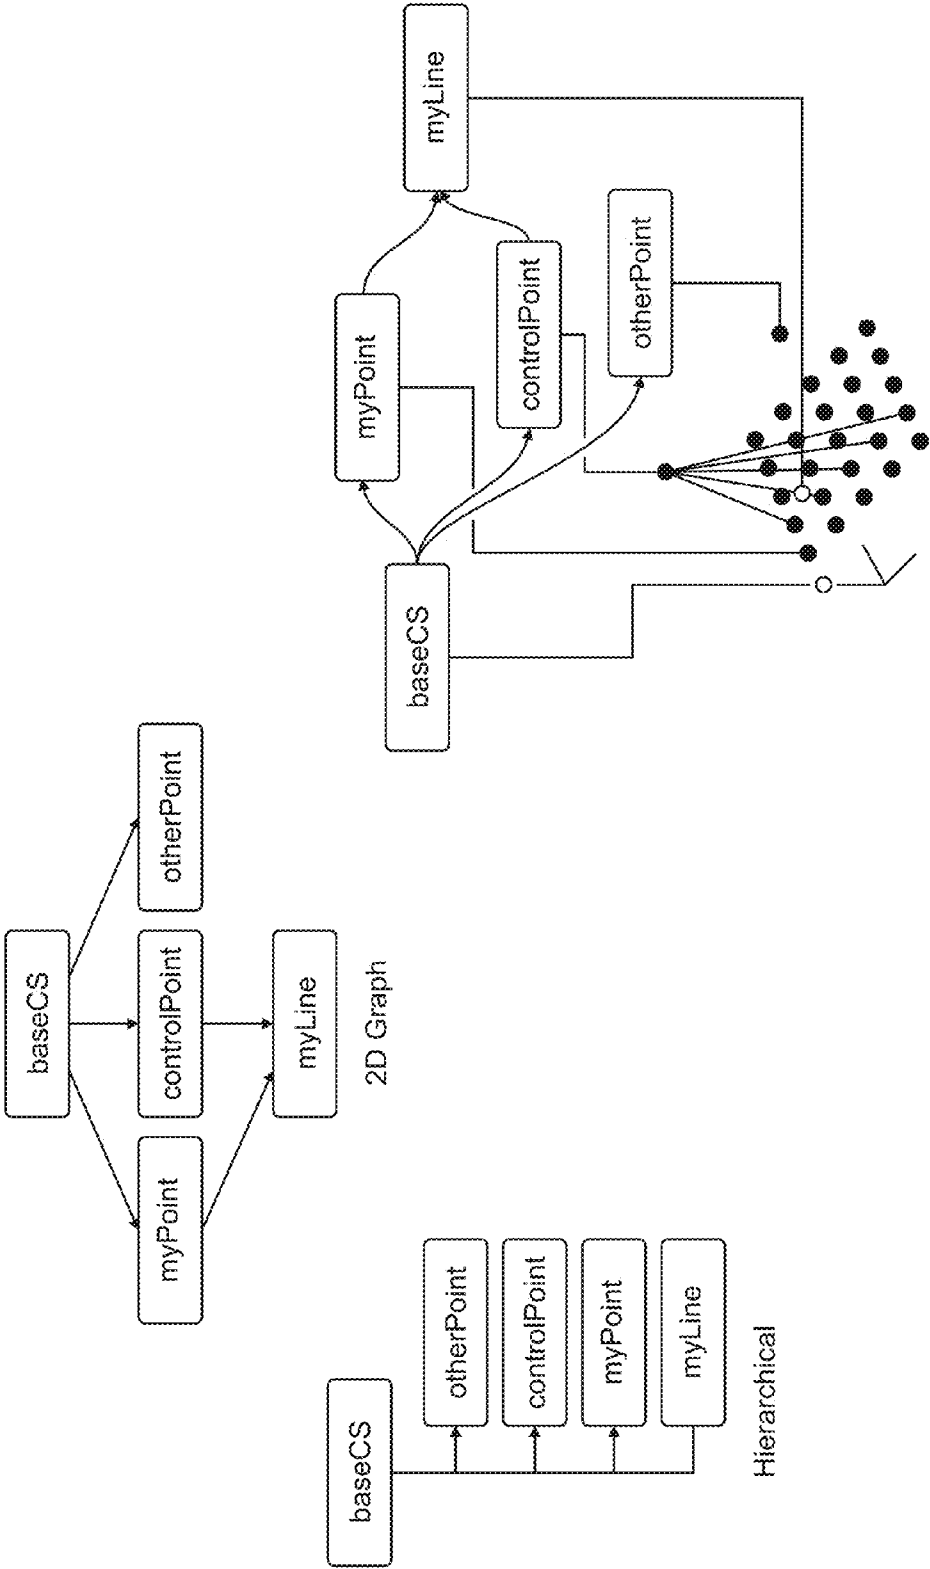 baseCS
otherPoint
controlPoint
myPoint
myLine
Hierarchical
baseCS
myPoint
controlPoint
otherPoint
myLine
2D Graph
baseCS
myPoint
controlPoint
otherPoint
myLine